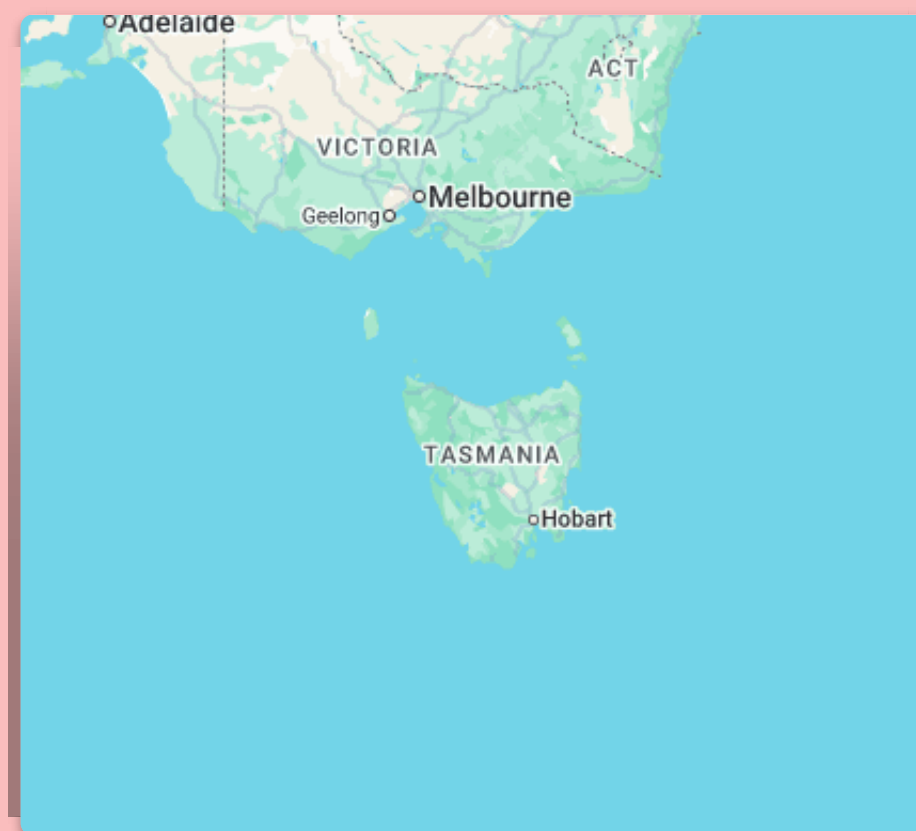 Adelaide
ACT
VICTORIA
Melbourne
Geelong
TASMANIA
Hobart